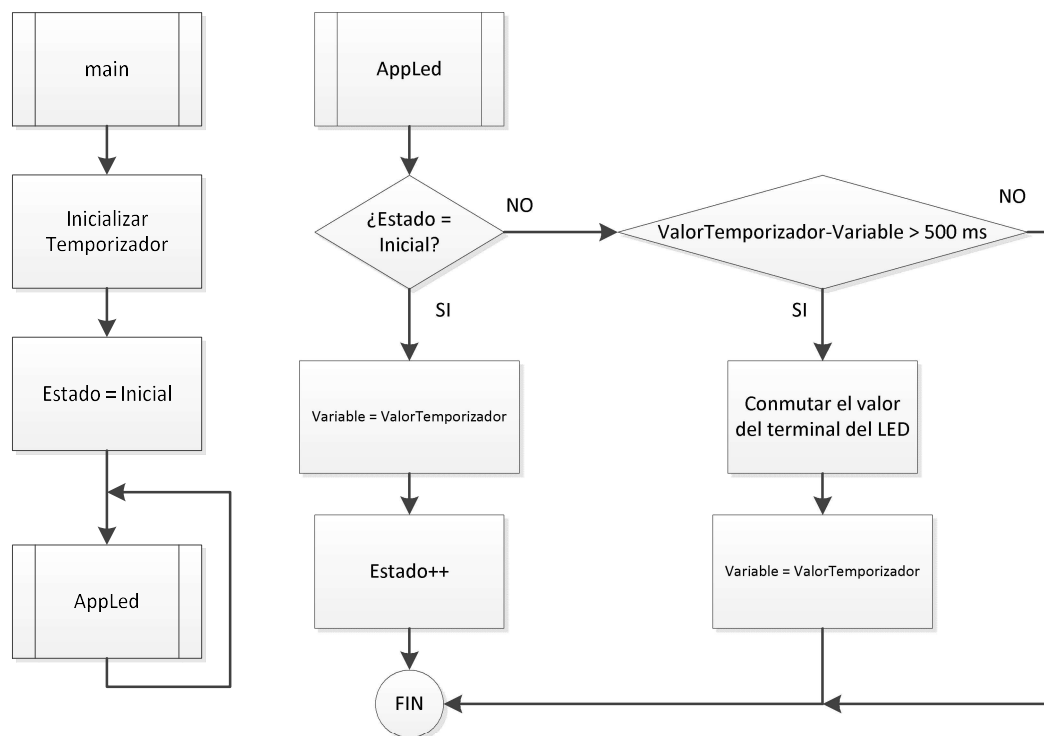 main
Inicializar
Temporizador
Estado = Inicial
AppLed
AppLed
¿Estado =
Inicial?
NO
SI
Variable = ValorTemporizador
Estado++
FIN
ValorTemporizador-Variable > 500 ms
NO
SI
Conmutar el valor
del terminal del LED
Variable = ValorTemporizador